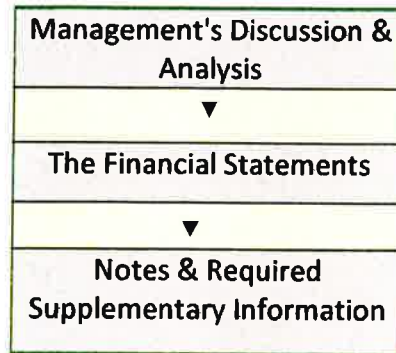 Management's Discussion &
Analysis
▼
The Financial Statements
▼
Notes & Required
Supplementary Information